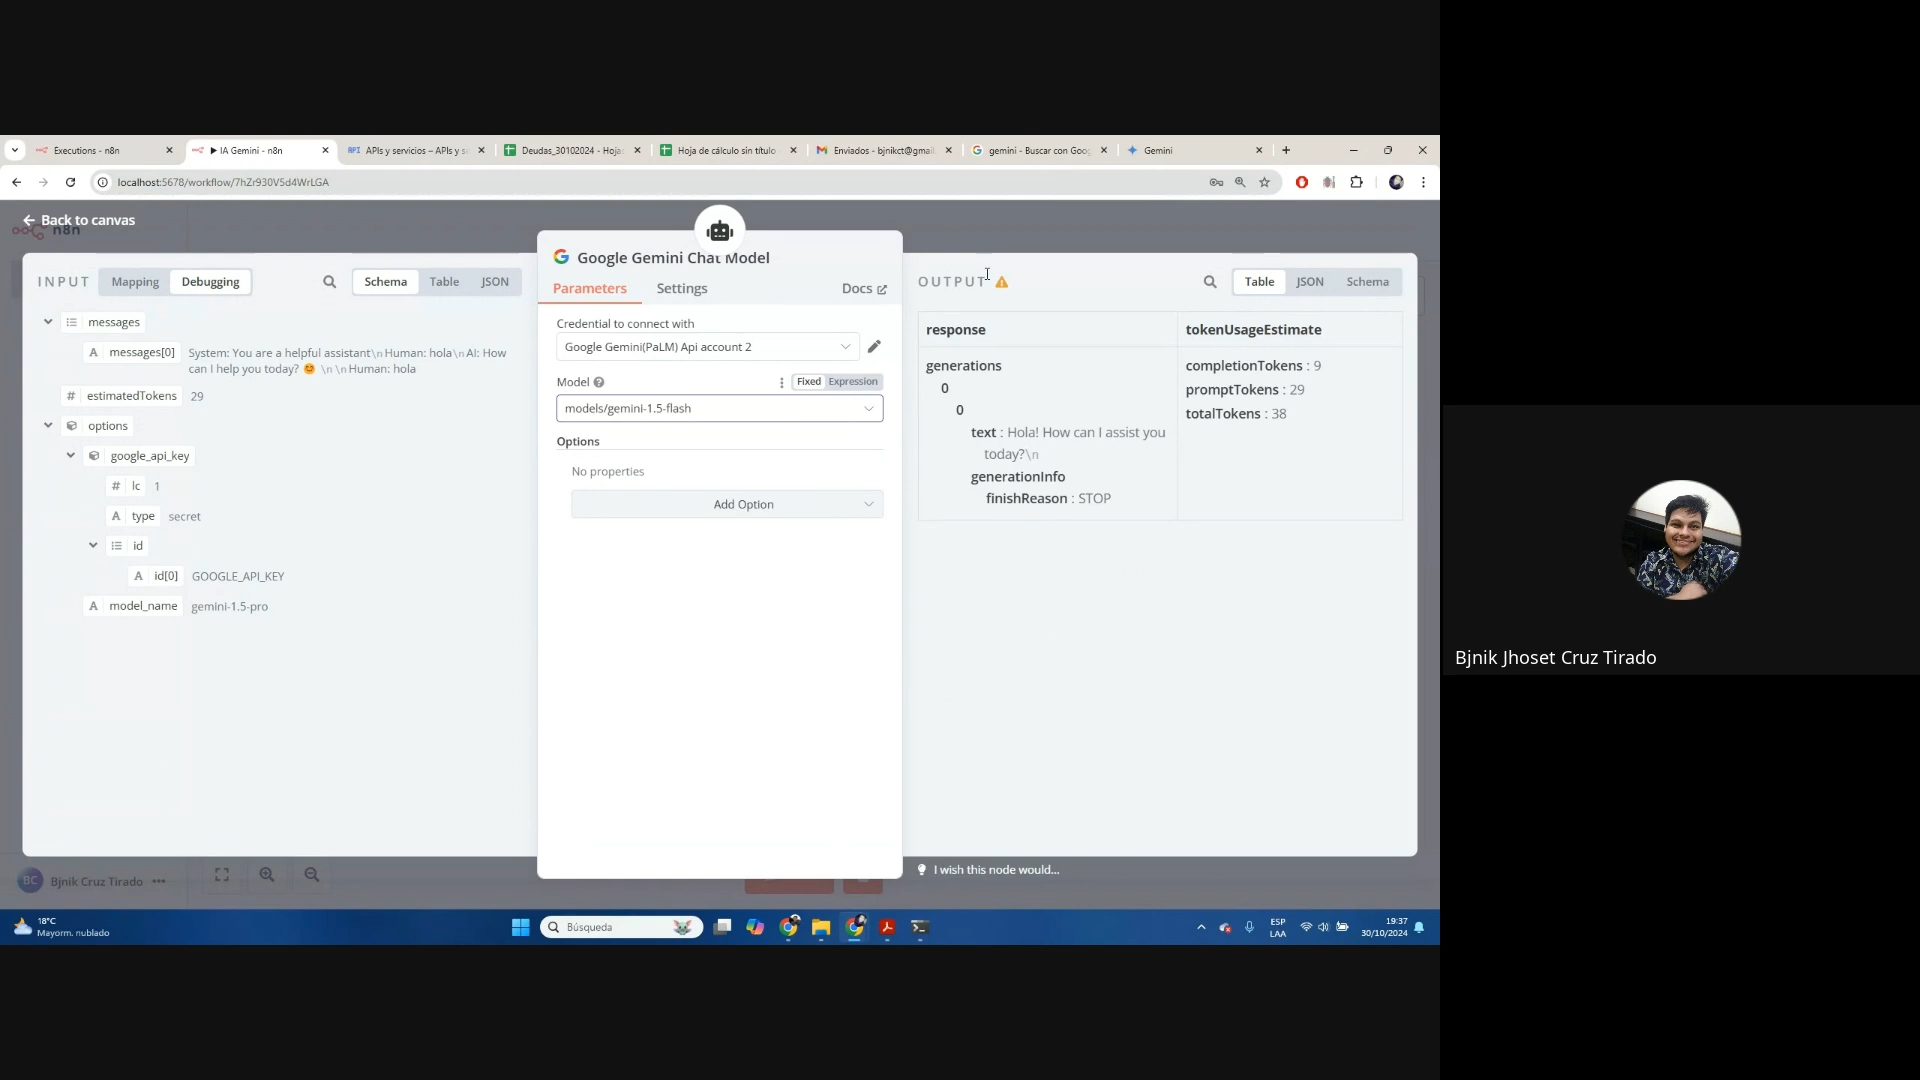 Executions - n8n
▶ IA Gemini - n8n
API APIs y servicios – APIs y s
Deudas_30102024 - Hoja
Hoja de cálculo sin título
Enviados - bjnikct@gmail
gemini - Buscar con Goog
Gemini
localhost:5678/workflow/7hZr930V5d4WrLGA
Back to canvas
n8n
Google Gemini Chat Model
INPUT
Mapping
Debugging
Schema
Table
JSON
Parameters
Settings
Docs
OUTPUT
Table
JSON
Schema
messages
messages[0]
System: You are a helpful assistant\nHuman: hola\nAI: How
can I help you today? 😊 \n\nHuman: hola
# estimatedTokens 29
options
google_api_key
# lc 1
A type secret
id
A id[0] GOOGLE_API_KEY
A model_name gemini-1.5-pro
Credential to connect with
Google Gemini(PaLM) Api account 2
Model
Fixed
Expression
models/gemini-1.5-flash
Options
No properties
Add Option
response
tokenUsageEstimate
generations
0
0
text : Hola! How can I assist you
today?\n
generationInfo
finishReason : STOP
completionTokens : 9
promptTokens : 29
totalTokens : 38
I wish this node would...
BC
Bjnik Cruz Tirado
Bjnik Jhoset Cruz Tirado
18°C
Mayorm. nublado
Búsqueda
ESP
LAA
19:37
30/10/2024